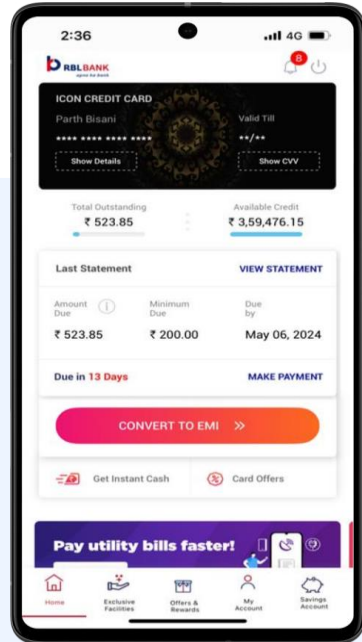 2:36
4G
RBLBANK
apno ka bank
8
ICON CREDIT CARD
Parth Bisani
Valid Till
**** **** **** ****
**/**
Show Details
Show CVV
Total Outstanding
Available Credit
₹ 523.85
₹ 3,59,476.15
Last Statement
VIEW STATEMENT
Amount Due
Minimum Due
Due by
₹ 523.85
₹ 200.00
May 06, 2024
Due in 13 Days
MAKE PAYMENT
CONVERT TO EMI »
Get Instant Cash
Card Offers
Pay utility bills faster!
Home
Exclusive Facilities
Offers & Rewards
My Account
Savings Account